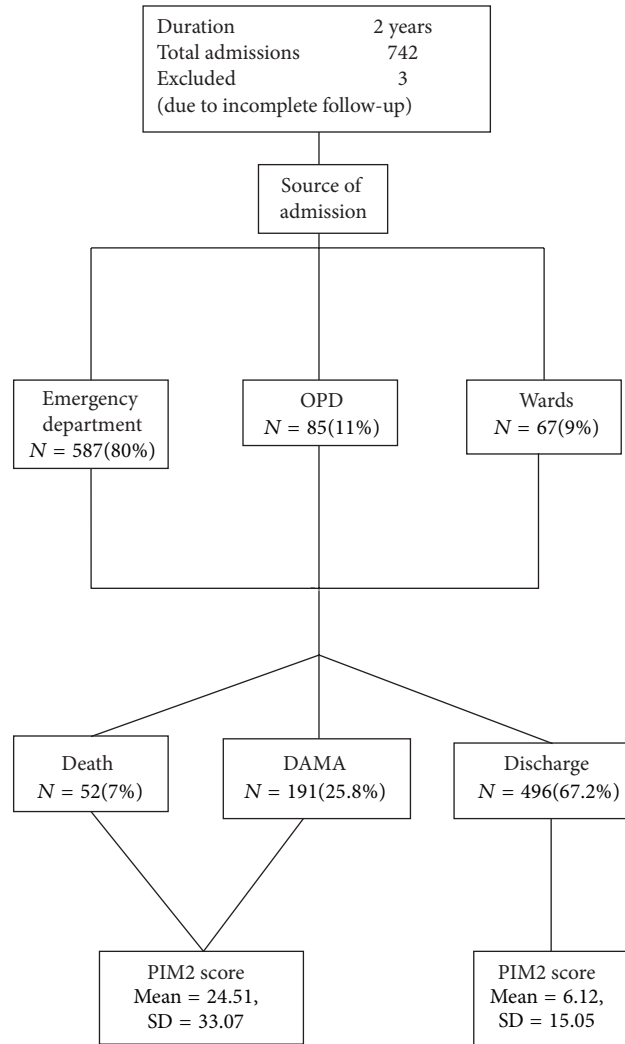 Duration 2 years
Total admissions 742
Excluded 3
(due to incomplete follow-up)
Source of
admission
Emergency
department
N = 587(80%)
OPD
N = 85(11%)
Wards
N = 67(9%)
Death
N = 52(7%)
DAMA
N = 191(25.8%)
Discharge
N = 496(67.2%)
PIM2 score
Mean = 24.51,
SD = 33.07
PIM2 score
Mean = 6.12,
SD = 15.05